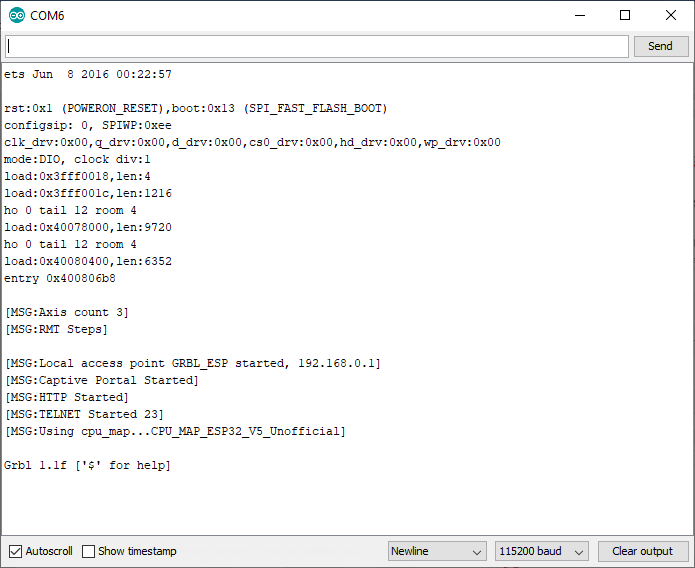 COM6
Send
ets Jun  8 2016 00:22:57
rst:0x1 (POWERON_RESET),boot:0x13 (SPI_FAST_FLASH_BOOT)
configsip: 0, SPIWP:0xee
clk_drv:0x00,q_drv:0x00,d_drv:0x00,cs0_drv:0x00,hd_drv:0x00,wp_drv:0x00
mode:DIO, clock div:1
load:0x3fff0018,len:4
load:0x3fff001c,len:1216
ho 0 tail 12 room 4
load:0x40078000,len:9720
ho 0 tail 12 room 4
load:0x40080400,len:6352
entry 0x400806b8
[MSG:Axis count 3]
[MSG:RMT Steps]
[MSG:Local access point GRBL_ESP started, 192.168.0.1]
[MSG:Captive Portal Started]
[MSG:HTTP Started]
[MSG:TELNET Started 23]
[MSG:Using cpu_map...CPU_MAP_ESP32_V5_Unofficial]
Grbl 1.1f ['$' for help]
Autoscroll Show timestamp Newline 115200 baud Clear output